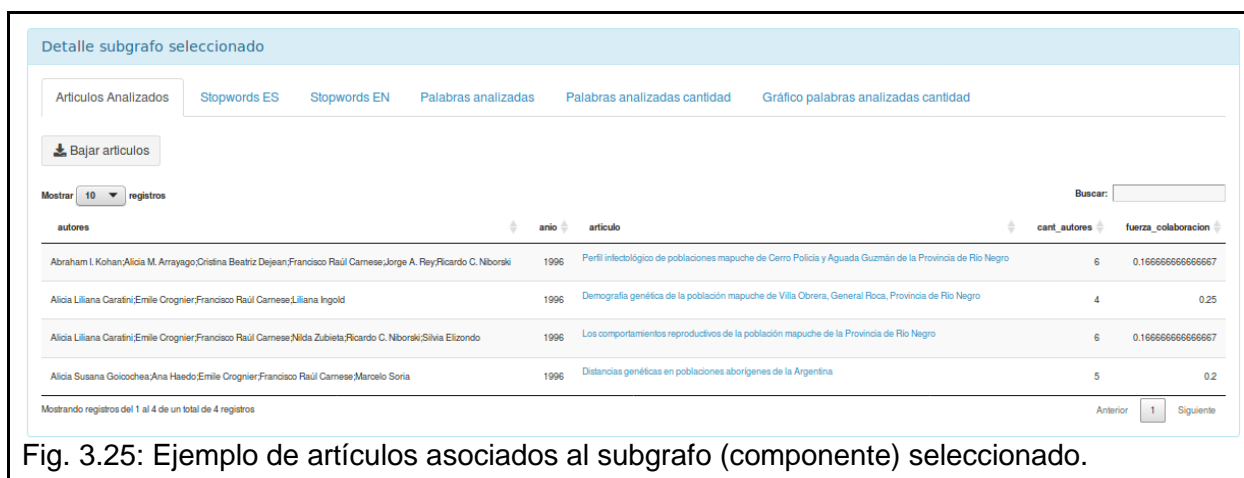 Detalle subgrafo seleccionado
Articulos Analizados Stopwords ES Stopwords EN Palabras analizadas Palabras analizadas cantidad Gráfico palabras analizadas cantidad
Bajar articulos
Mostrar 10 registros Buscar:
autores anio articulo cant_autores fuerza_colaboracion
Abraham I. Kohan;Alicia M. Arrayago;Cristina Beatriz Dejean;Francisco Raúl Carnese;Jorge A. Rey;Ricardo C. Niborski 1996 Perfil infectológico de poblaciones mapuche de Cerro Policia y Aguada Guzmán de la Provincia de Río Negro 6 0.166666666666667
Alicia Liliana Caratini;Emile Crognier;Francisco Raúl Carnese;Liliana Ingold 1996 Demografía genética de la población mapuche de Villa Obrera, General Roca, Provincia de Río Negro 4 0.25
Alicia Liliana Caratini;Emile Crognier;Francisco Raúl Carnese;Nilda Zubieta;Ricardo C. Niborski;Silvia Elizondo 1996 Los comportamientos reproductivos de la población mapuche de la Provincia de Río Negro 6 0.166666666666667
Alicia Susana Goicochea;Ana Haedo;Emile Crognier;Francisco Raúl Carnese;Marcelo Soria 1996 Distancias genéticas en poblaciones aborígenes de la Argentina 5 0.2
Mostrando registros del 1 al 4 de un total de 4 registros Anterior 1 Siguiente
Fig. 3.25: Ejemplo de artículos asociados al subgrafo (componente) seleccionado.